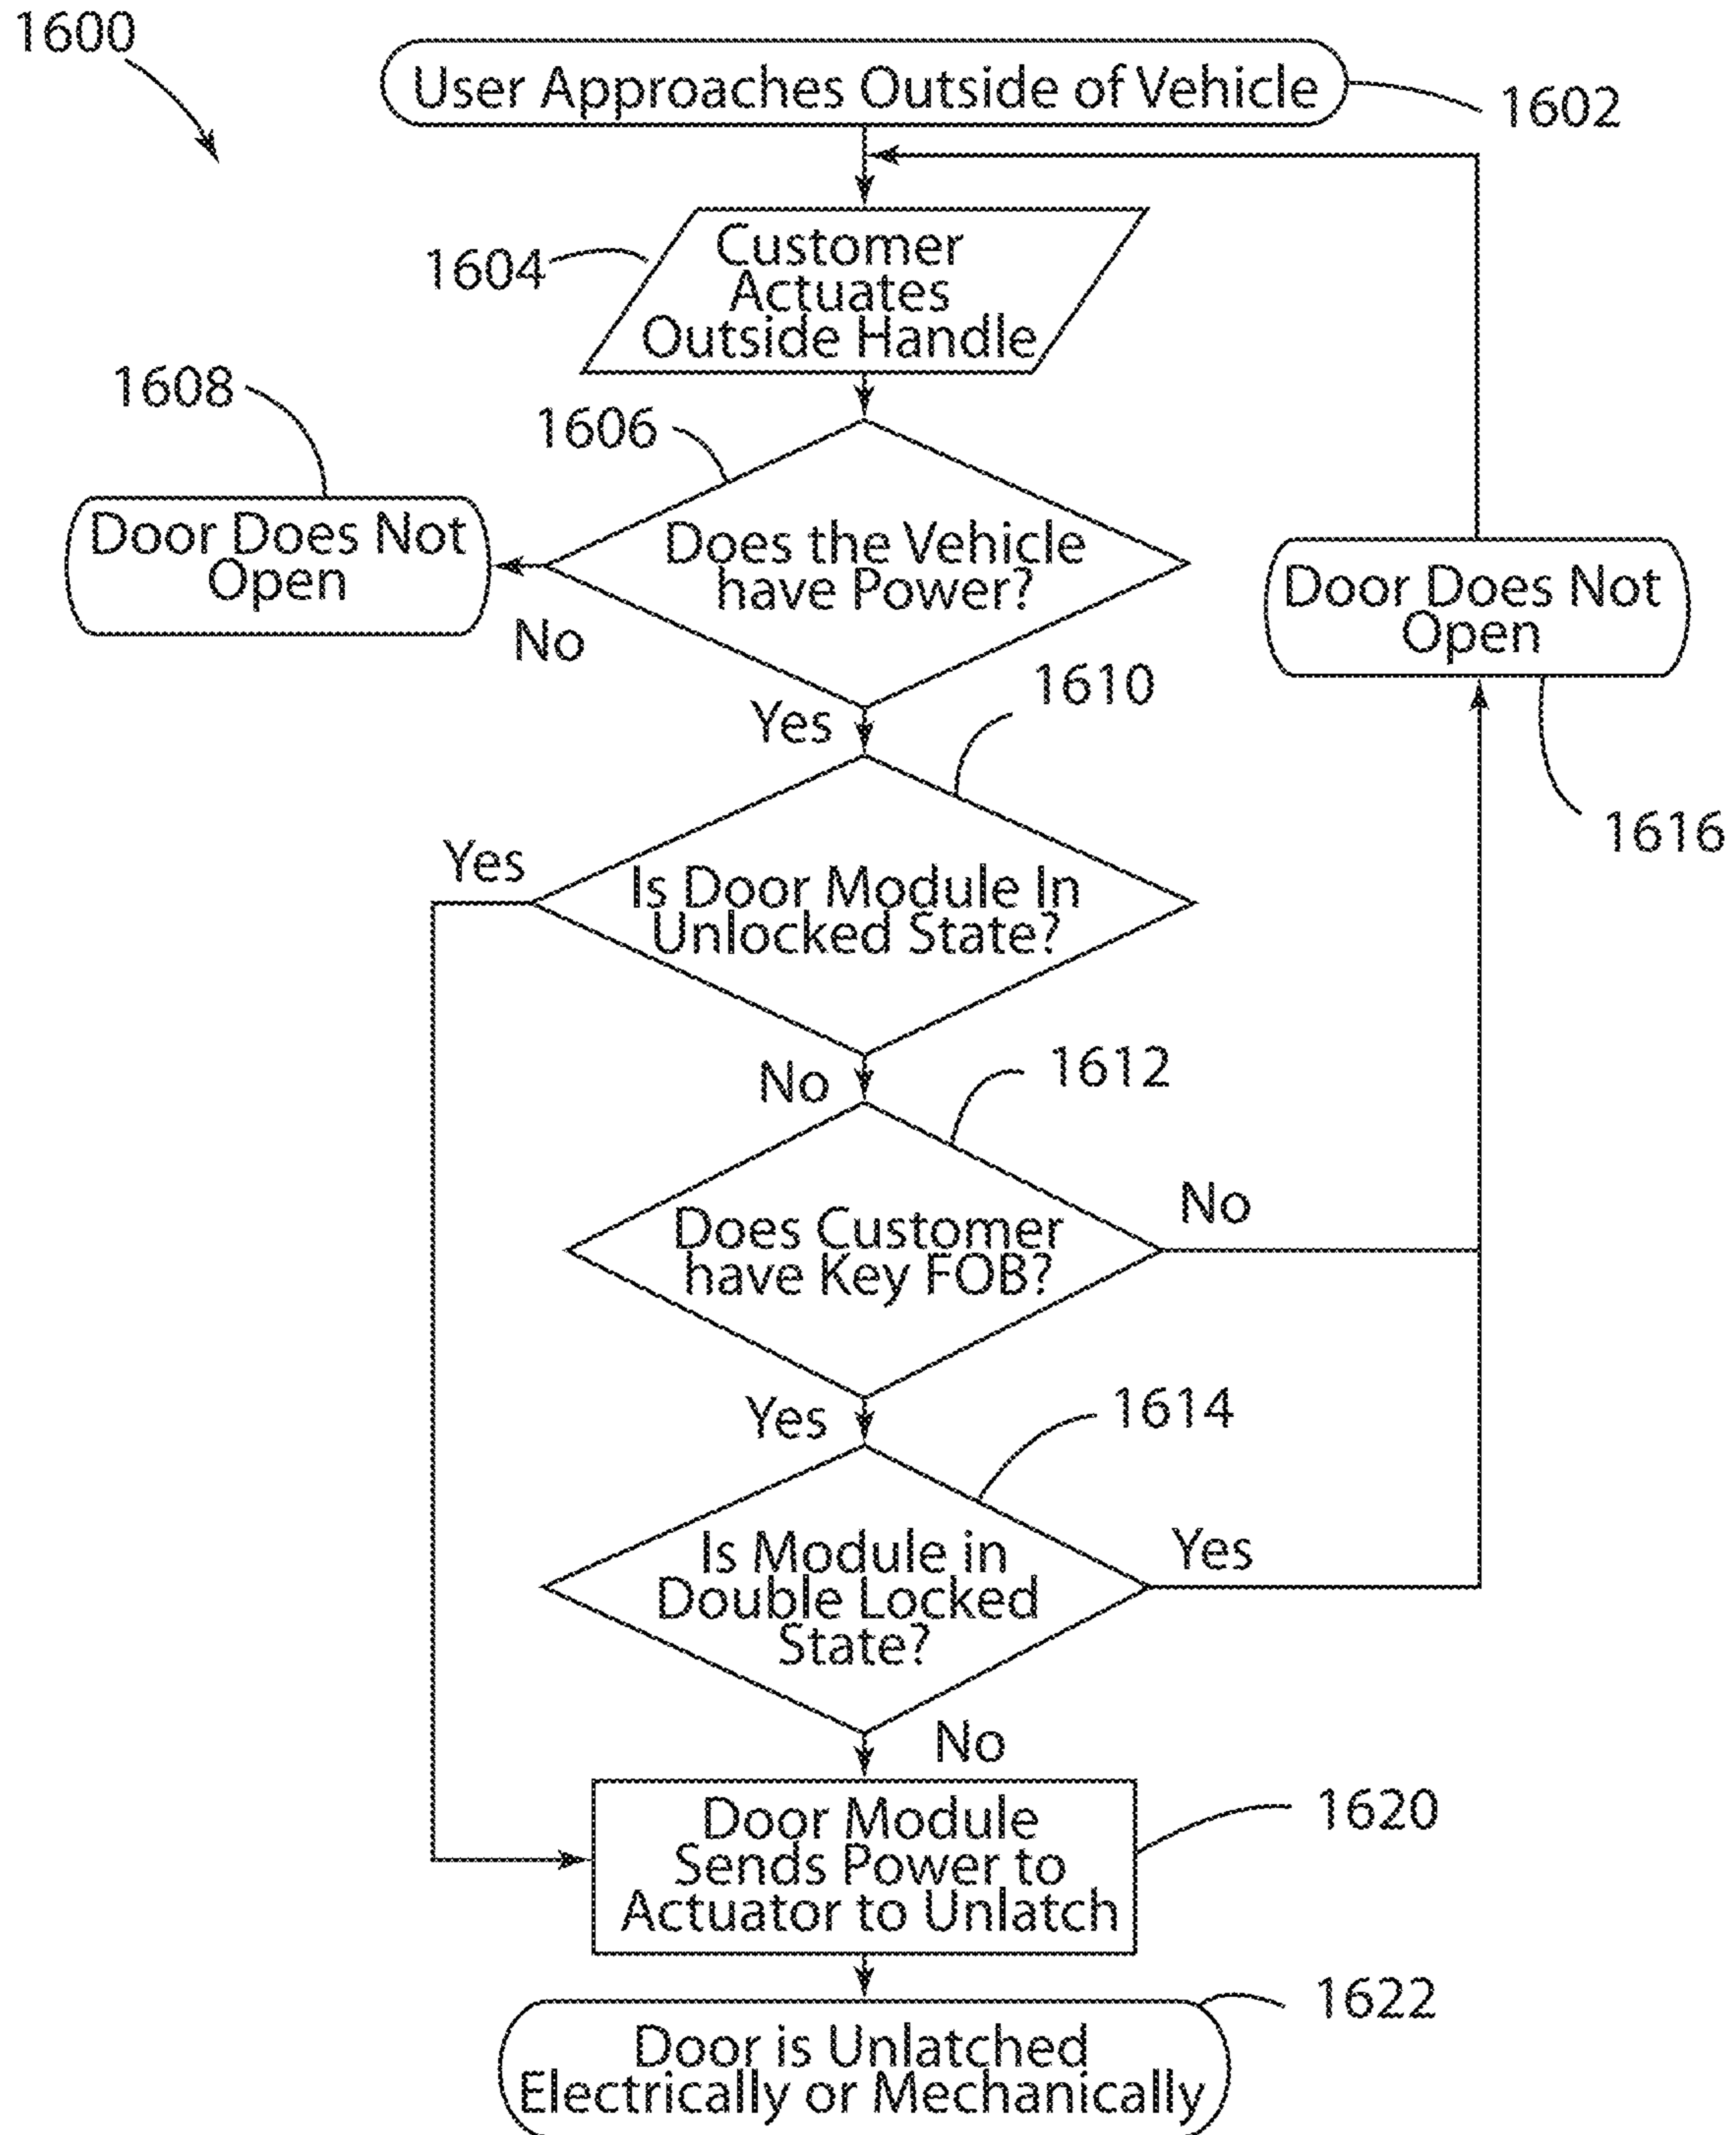 1600
User Approaches Outside of Vehicle
1602
Customer
Actuates
Outside Handle
1604
1608
1606
Door Does Not
Open
Does the Vehicle
have Power?
No
Door Does Not
Open
1610
Yes
1616
Yes
Is Door Module In
Unlocked State?
No
1612
Does Customer
have Key FOB?
No
Yes
1614
Is Module in
Double Locked
State?
Yes
No
Door Module
Sends Power to
Actuator to Unlatch
1620
1622
Door is Unlatched
Electrically or Mechanically